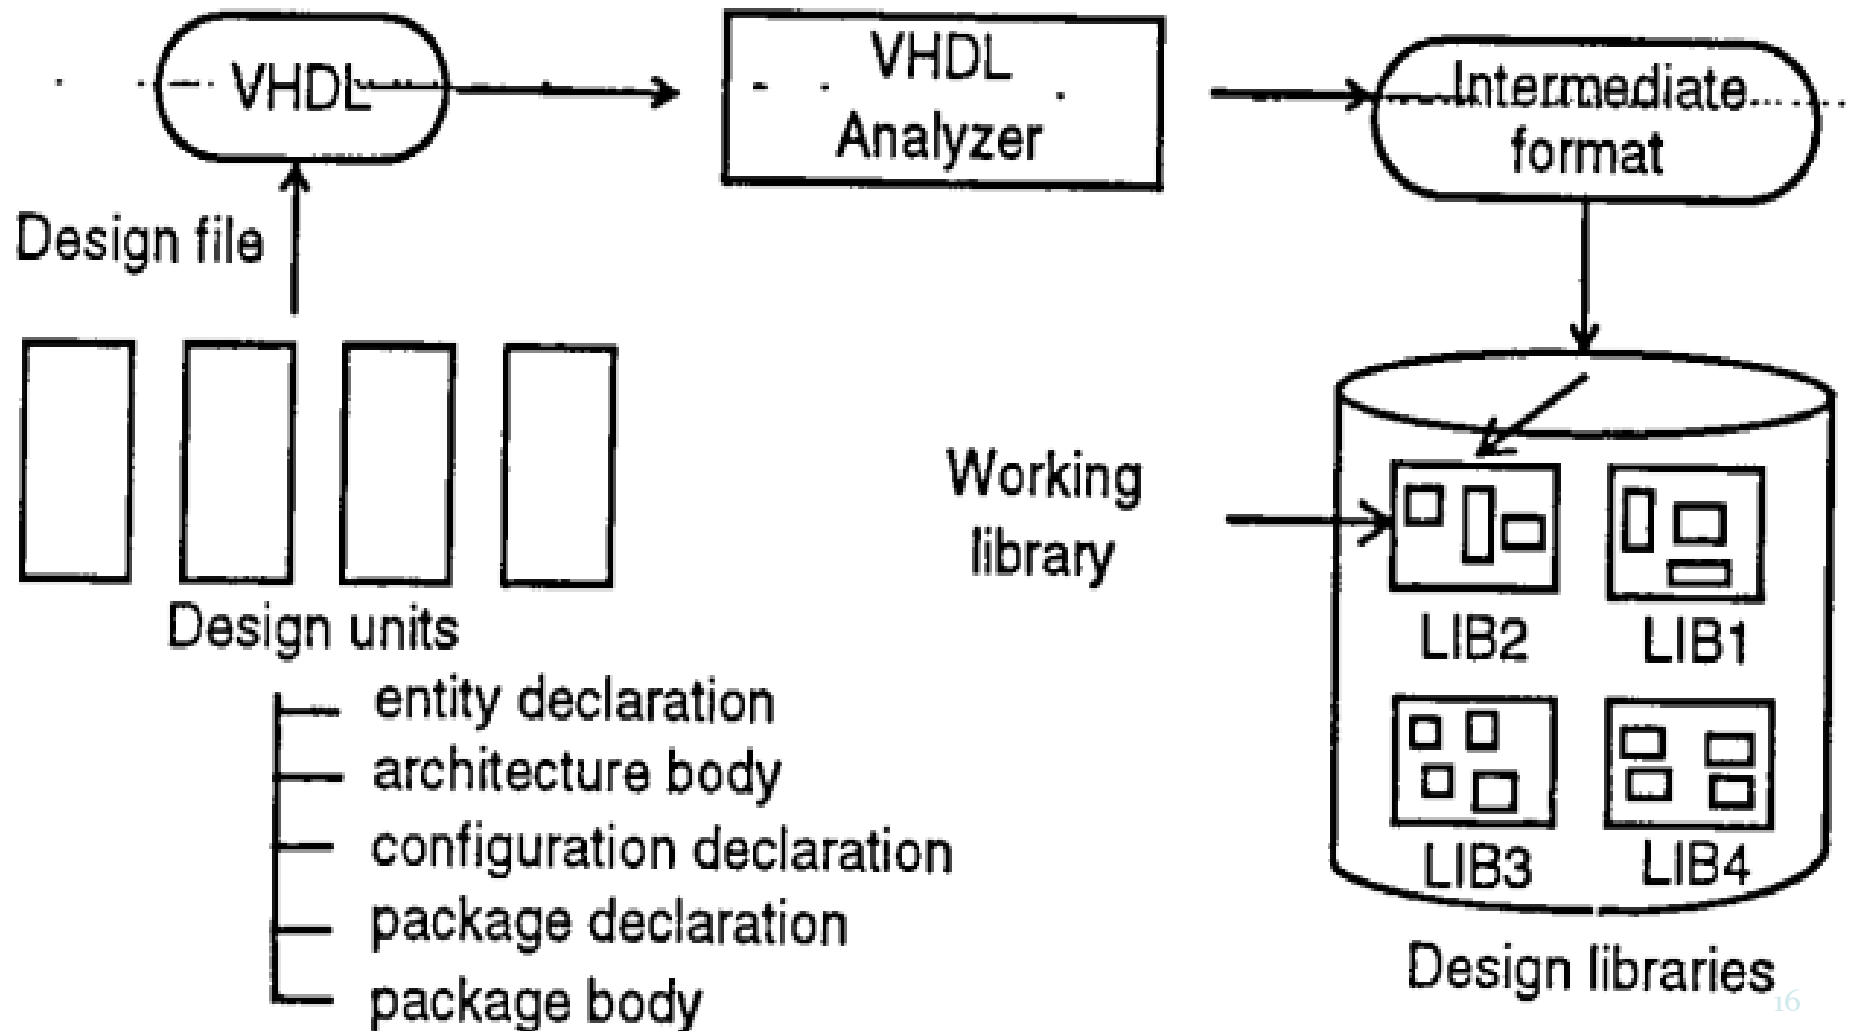 VHDL
VHDL
Analyzer
Intermediate
format
Design file
Design units
entity declaration
architecture body
configuration declaration
package declaration
package body
Working
library
LIB2
LIB1
LIB3
LIB4
Design libraries
16